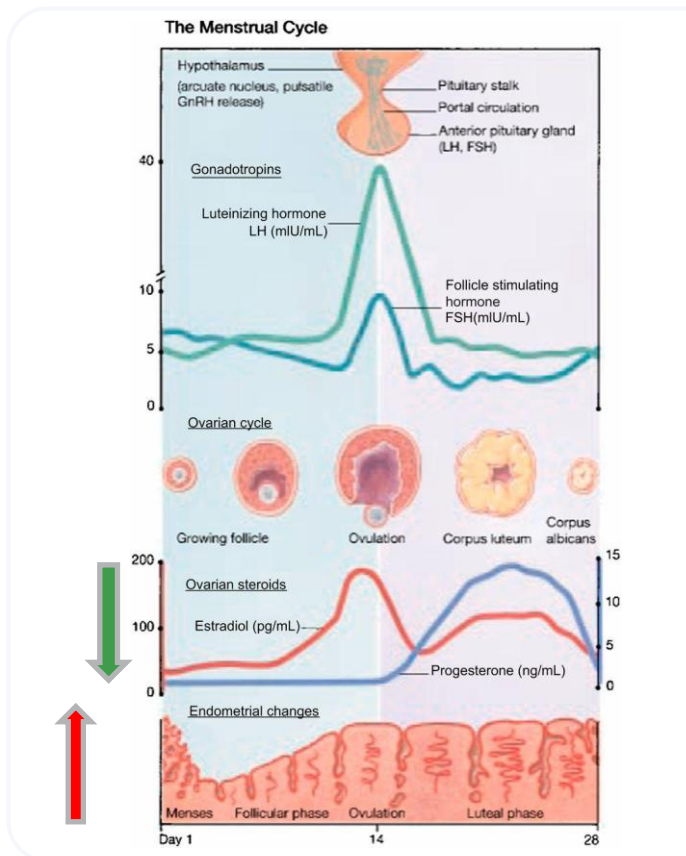 The Menstrual Cycle
Hypothalamus
(arcuate nucleus, pulsatile
GnRH release)
Pituitary stalk
Portal circulation
Anterior pituitary gland
(LH, FSH)
40
Gonadotropins
Luteinizing hormone
LH (mIU/mL)
10
Follicle stimulating
hormone
FSH(mIU/mL)
5
0
Ovarian cycle
Growing follicle
Ovulation
Corpus luteum
Corpus
albicans
200
15
Ovarian steroids
10
100
Estradiol (pg/mL)
5
Progesterone (ng/mL)
0
0
Endometrial changes
Menses
Follicular phase
Ovulation
Luteal phase
Day 1
14
28